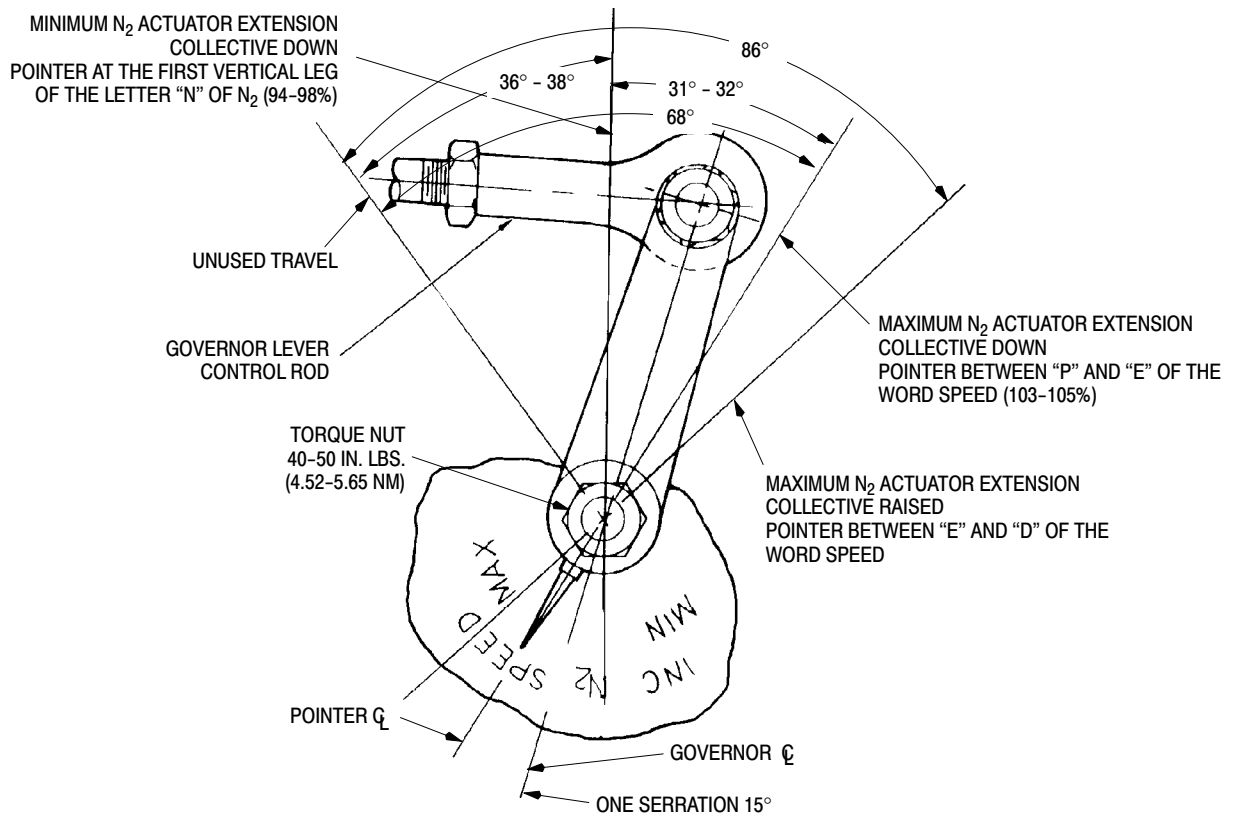 MINIMUM N2 ACTUATOR EXTENSION
COLLECTIVE DOWN
POINTER AT THE FIRST VERTICAL LEG
OF THE LETTER “N” OF N2 (94–98%)
86°
36° – 38°
31° – 32°
68°
UNUSED TRAVEL
GOVERNOR LEVER
CONTROL ROD
MAXIMUM N2 ACTUATOR EXTENSION
COLLECTIVE DOWN
POINTER BETWEEN “P” AND “E” OF THE
WORD SPEED (103–105%)
TORQUE NUT
40–50 IN. LBS.
(4.52–5.65 NM)
MAXIMUM N2 ACTUATOR EXTENSION
COLLECTIVE RAISED
POINTER BETWEEN “E” AND “D” OF THE
WORD SPEED
MAX
MIN
INC N2 SPEED
POINTER ℄
GOVERNOR ℄
ONE SERRATION 15°